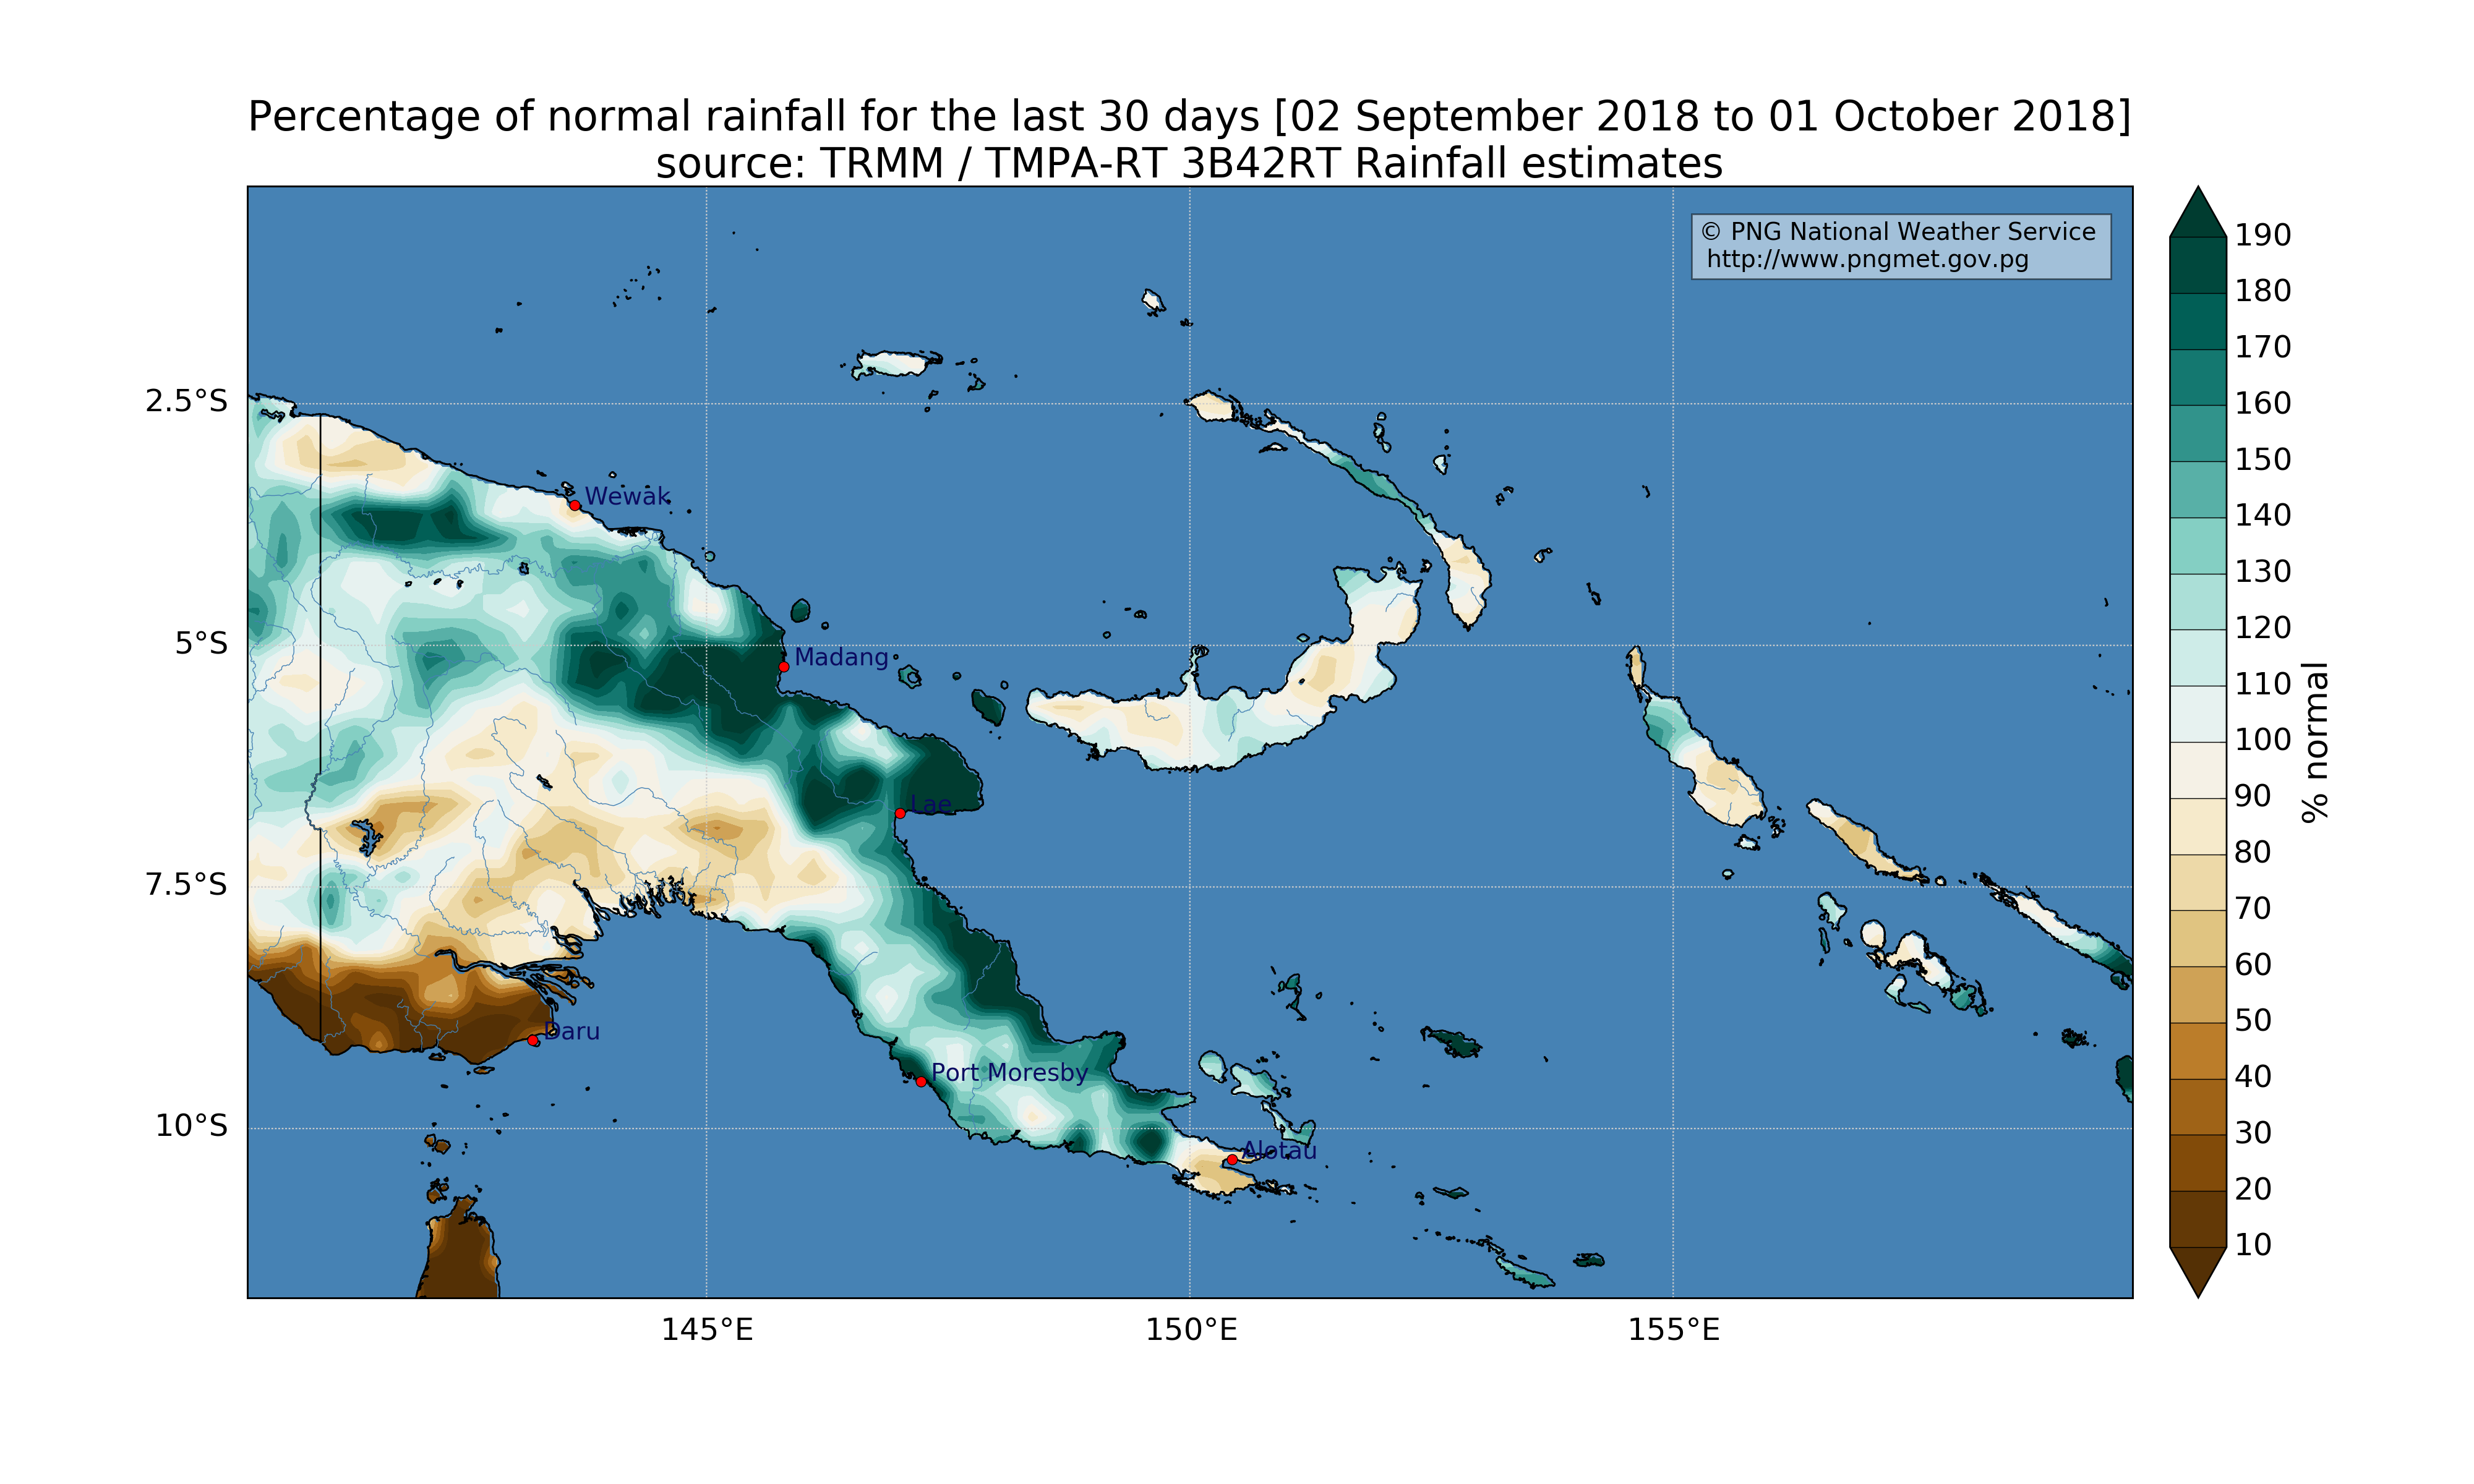 Percentage of normal rainfall for the last 30 days [02 September 2018 to 01 October 2018]
source: TRMM / TMPA-RT 3B42RT Rainfall estimates
© PNG National Weather Service
http://www.pngmet.gov.pg
2.5°S
5°S
7.5°S
10°S
Wewak
Madang
Lae
Daru
Port Moresby
Alotau
145°E
150°E
155°E
190
180
170
160
150
140
130
120
110
100
90
80
70
60
50
40
30
20
10
% normal